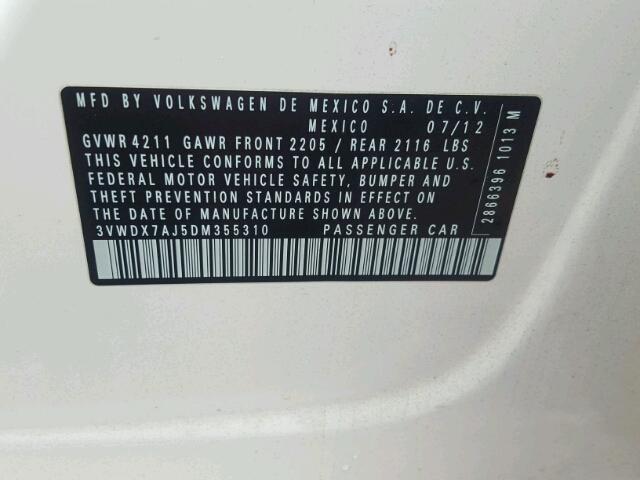 MFD BY VOLKSWAGEN DE MEXICO S.A. DE C.V.
MEXICO 07/12
GVWR 4211 GAWR FRONT 2205 / REAR 2116 LBS
THIS VEHICLE CONFORMS TO ALL APPLICABLE U.S.
FEDERAL MOTOR VEHICLE SAFETY, BUMPER AND
THEFT PREVENTION STANDARDS IN EFFECT ON
THE DATE OF MANUFACTURE SHOWN ABOVE.
3VWDX7AJ5DM355310 PASSENGER CAR
2866396 1013 M